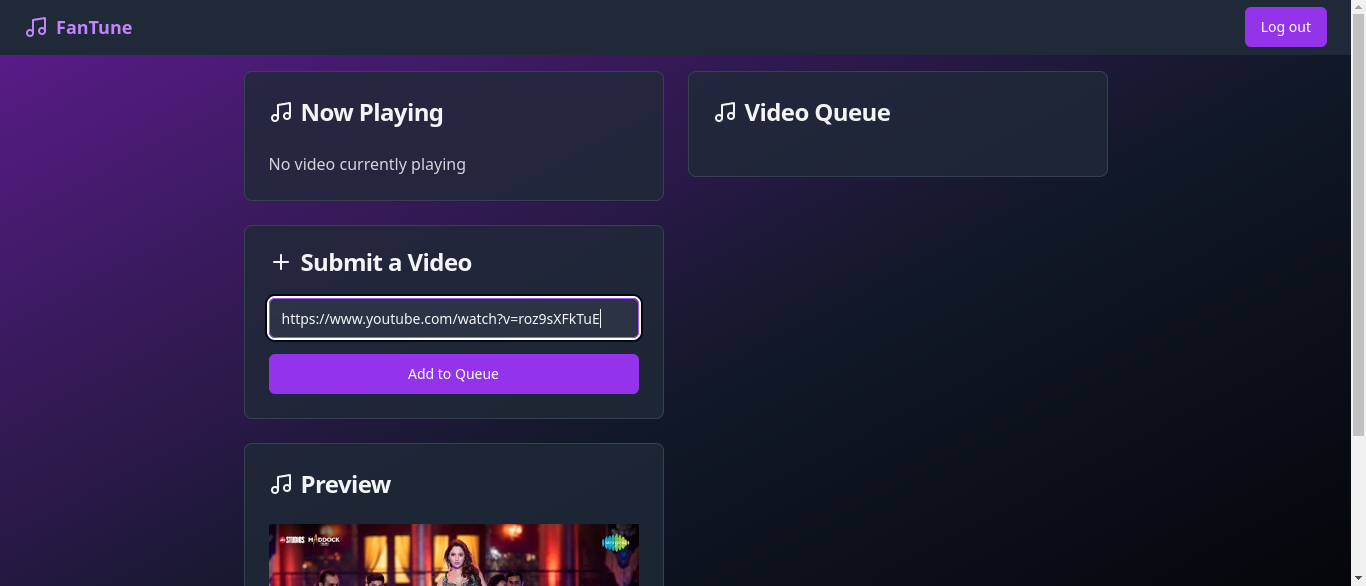 FanTune
Log out
Now Playing
No video currently playing
Video Queue
Submit a Video
https://www.youtube.com/watch?v=roz9sXFkTuE
Add to Queue
Preview
STUDIOS
MADDOCK